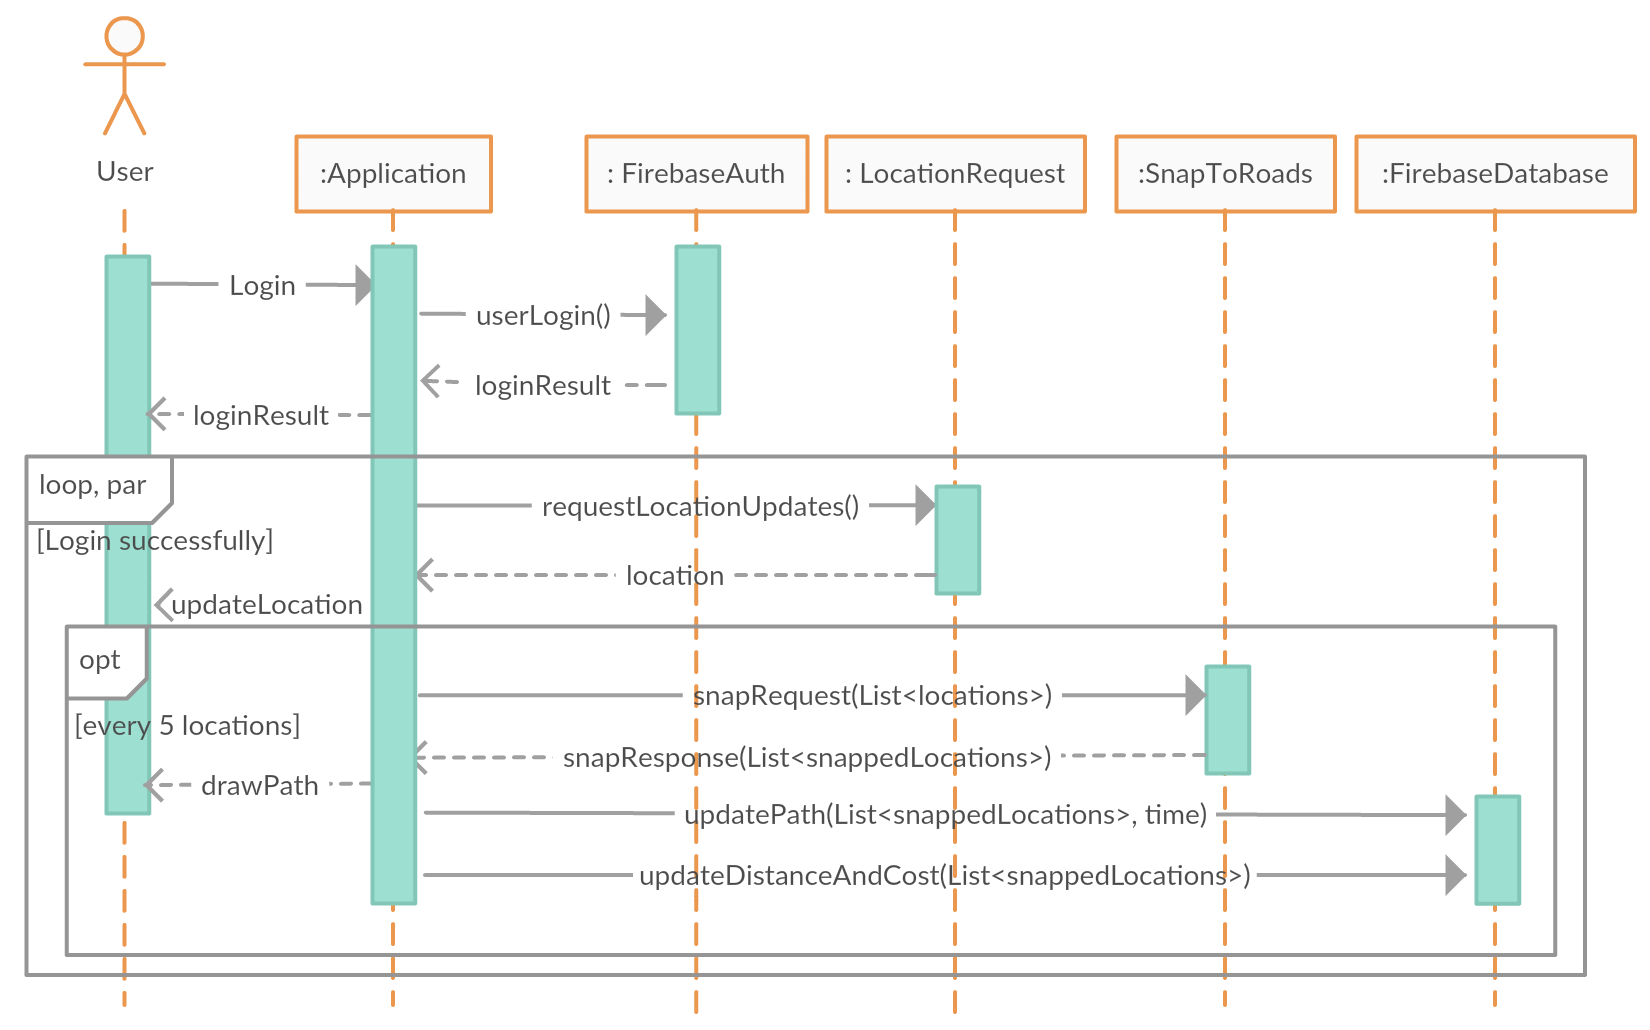 User
:Application
: FirebaseAuth
: LocationRequest
:SnapToRoads
:FirebaseDatabase
Login
userLogin()
loginResult
loginResult
loop, par
requestLocationUpdates()
[Login successfully]
location
updateLocation
opt
snapRequest(List<locations>)
[every 5 locations]
snapResponse(List<snappedLocations>)
drawPath
updatePath(List<snappedLocations>, time)
updateDistanceAndCost(List<snappedLocations>)